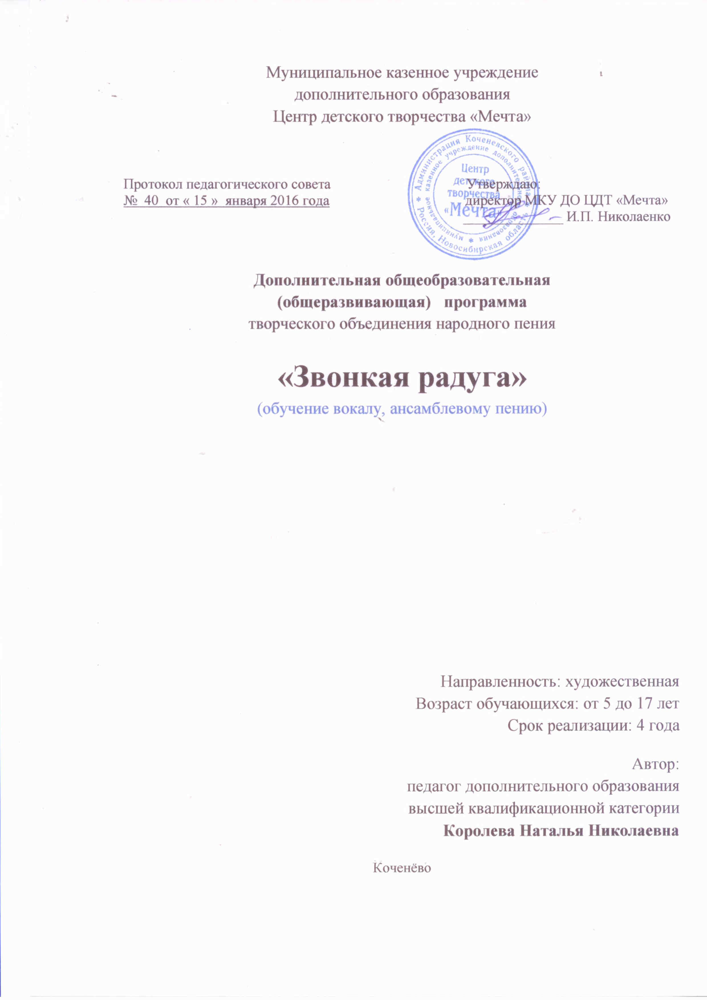 Муниципальное казенное учреждение
дополнительного образования
Центр детского творчества «Мечта»
Протокол педагогического совета
№ 40 от « 15 » января 2016 года
Утверждаю:
директор МКУ ДО ЦДТ «Мечта»
И.П. Николаенко
Администрация Коченевского района * Россия, Новосибирская область *
муниципальное казенное учреждение дополнительного образования *
Центр
детского
творчества
«Мечта»
Дополнительная общеобразовательная
(общеразвивающая) программа
творческого объединения народного пения
«Звонкая радуга»
(обучение вокалу, ансамблевому пению)
Направленность: художественная
Возраст обучающихся: от 5 до 17 лет
Срок реализации: 4 года
Автор:
педагог дополнительного образования
высшей квалификационной категории
Королева Наталья Николаевна
Коченёво